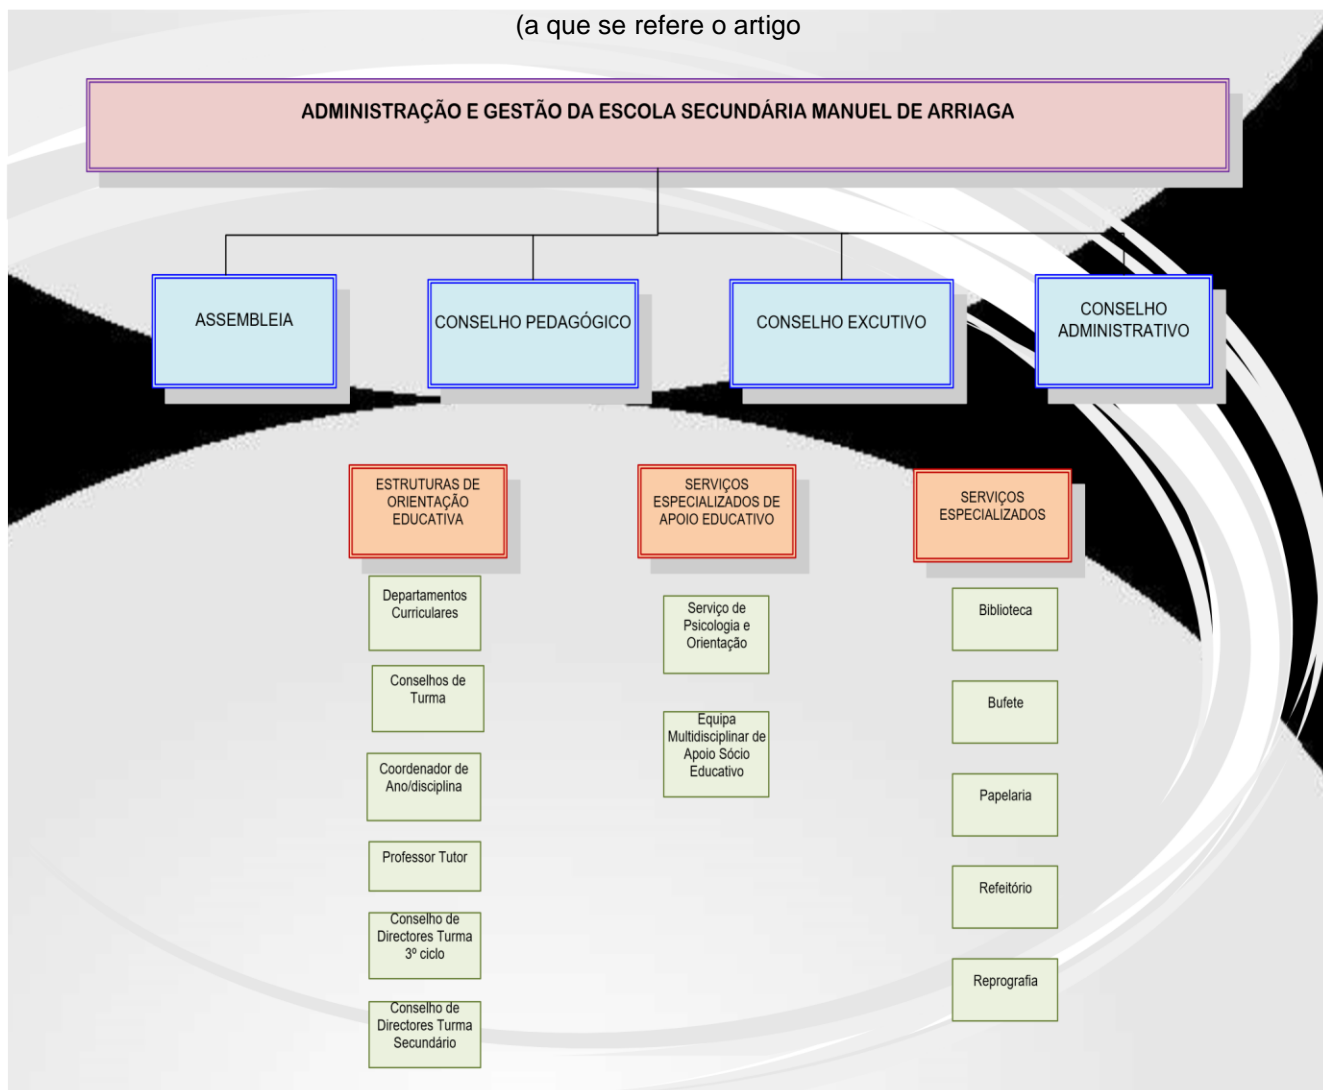 (a que se refere o artigo
ADMINISTRAÇÃO E GESTÃO DA ESCOLA SECUNDÁRIA MANUEL DE ARRIAGA
ASSEMBLEIA
CONSELHO PEDAGÓGICO
CONSELHO EXCUTIVO
CONSELHO
ADMINISTRATIVO
ESTRUTURAS DE
ORIENTAÇÃO
EDUCATIVA
Departamentos
Curriculares
Conselhos de
Turma
Coordenador de
Ano/disciplina
Professor Tutor
Conselho de
Directores Turma
3º ciclo
Conselho de
Directores Turma
Secundário
SERVIÇOS
ESPECIALIZADOS DE
APOIO EDUCATIVO
Serviço de
Psicologia e
Orientação
Equipa
Multidisciplinar de
Apoio Sócio
Educativo
SERVIÇOS
ESPECIALIZADOS
Biblioteca
Bufete
Papelaria
Refeitório
Reprografia